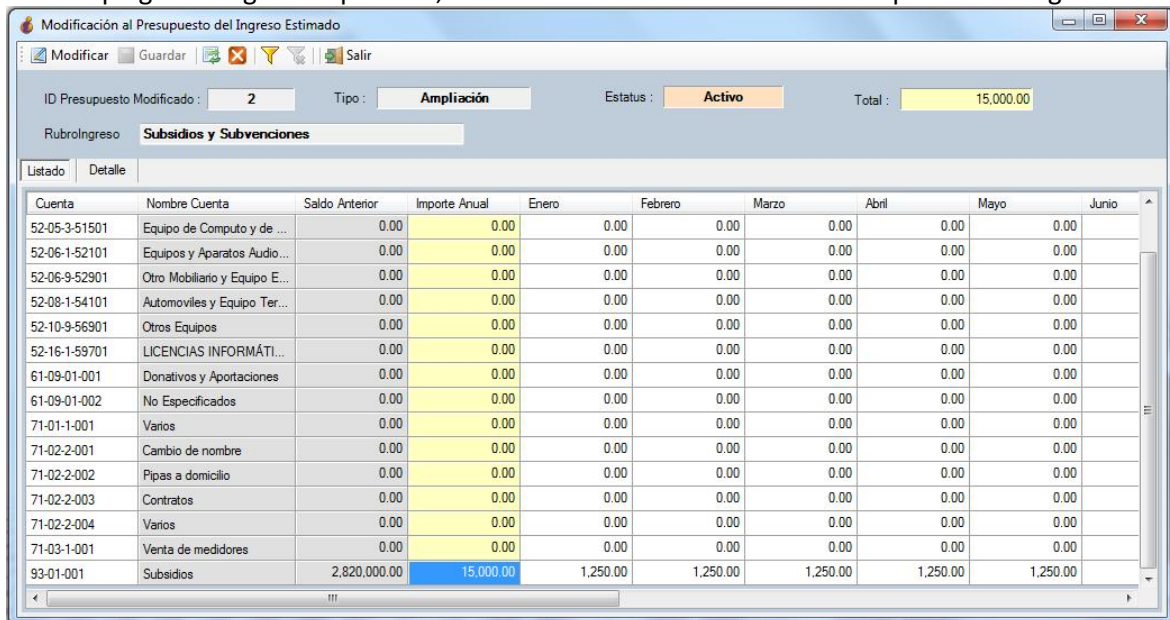 Modificación al Presupuesto del Ingreso Estimado
Modificar Guardar Salir
ID Presupuesto Modificado : 2 Tipo : Ampliación Estatus : Activo Total : 15,000.00
RubroIngreso Subsidios y Subvenciones
Listado Detalle
Cuenta Nombre Cuenta Saldo Anterior Importe Anual Enero Febrero Marzo Abril Mayo Junio
52-05-3-51501 Equipo de Computo y de ... 0.00 0.00 0.00 0.00 0.00 0.00 0.00
52-06-1-52101 Equipos y Aparatos Audio... 0.00 0.00 0.00 0.00 0.00 0.00 0.00
52-06-9-52901 Otro Mobiliario y Equipo E... 0.00 0.00 0.00 0.00 0.00 0.00 0.00
52-08-1-54101 Automoviles y Equipo Ter... 0.00 0.00 0.00 0.00 0.00 0.00 0.00
52-10-9-56901 Otros Equipos 0.00 0.00 0.00 0.00 0.00 0.00 0.00
52-16-1-59701 LICENCIAS INFORMÁTI... 0.00 0.00 0.00 0.00 0.00 0.00 0.00
61-09-01-001 Donativos y Aportaciones 0.00 0.00 0.00 0.00 0.00 0.00 0.00
61-09-01-002 No Especificados 0.00 0.00 0.00 0.00 0.00 0.00 0.00
71-01-1-001 Varios 0.00 0.00 0.00 0.00 0.00 0.00 0.00
71-02-2-001 Cambio de nombre 0.00 0.00 0.00 0.00 0.00 0.00 0.00
71-02-2-002 Pipas a domicilio 0.00 0.00 0.00 0.00 0.00 0.00 0.00
71-02-2-003 Contratos 0.00 0.00 0.00 0.00 0.00 0.00 0.00
71-02-2-004 Varios 0.00 0.00 0.00 0.00 0.00 0.00 0.00
71-03-1-001 Venta de medidores 0.00 0.00 0.00 0.00 0.00 0.00 0.00
93-01-001 Subsidios 2,820,000.00 15,000.00 1,250.00 1,250.00 1,250.00 1,250.00 1,250.00